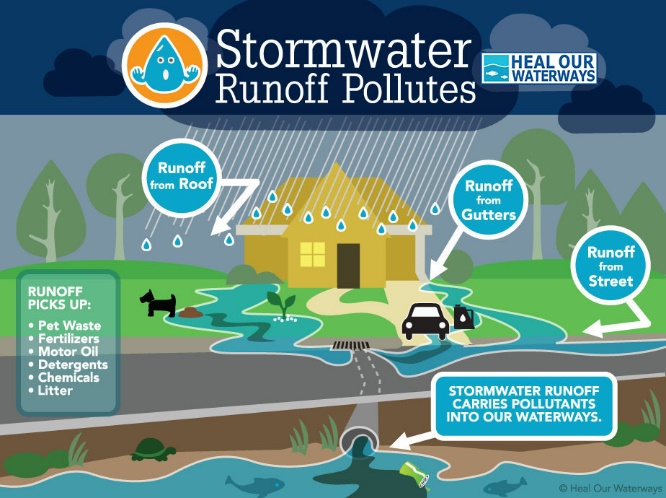 Stormwater
Runoff Pollutes
HEAL OUR
WATERWAYS
Runoff
from Roof
Runoff
from
Gutters
Runoff
from
Street
RUNOFF
PICKS UP:
• Pet Waste
• Fertilizers
• Motor Oil
• Detergents
• Chemicals
• Litter
STORMWATER RUNOFF
CARRIES POLLUTANTS
INTO OUR WATERWAYS.
© Heal Our Waterways